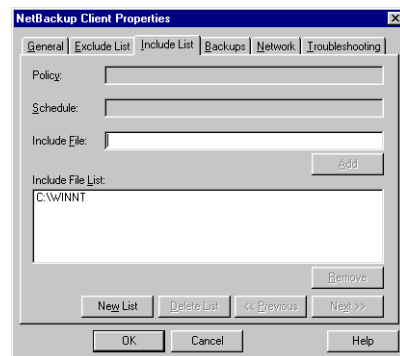 NetBackup Client Properties
General Exclude List Include List Backups Network Troubleshooting
Policy:
Schedule:
Include File:
Add
Include File List:
C:\WINNT
Remove
New List Delete List << Previous Next >>
OK Cancel Help